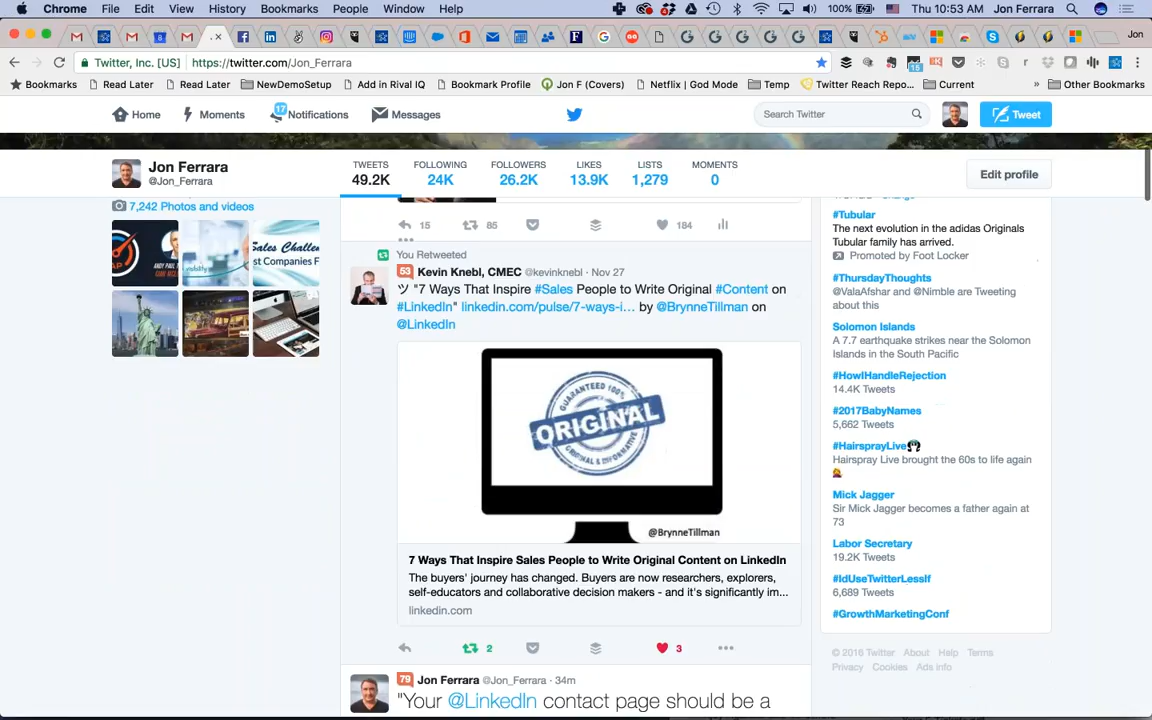 Chrome File Edit View History Bookmarks People Window Help 100% Thu 10:53 AM Jon Ferrara
Jon
Twitter, Inc. [US] https://twitter.com/Jon_Ferrara
15
Bookmarks Read Later Read Later NewDemoSetup Add in Rival IQ Bookmark Profile Jon F (Covers) Netflix | God Mode Temp Twitter Reach Repo... Current » Other Bookmarks
Home Moments 17 Notifications Messages Search Twitter Tweet
Jon Ferrara
@Jon_Ferrara
TWEETS FOLLOWING FOLLOWERS LIKES LISTS MOMENTS
49.2K 24K 26.2K 13.9K 1,279 0
Edit profile
7,242 Photos and videos
15 85 184
You Retweeted
53 Kevin Knebl, CMEC @kevinknebl · Nov 27
ツ "7 Ways That Inspire #Sales People to Write Original #Content on
#LinkedIn" linkedin.com/pulse/7-ways-i... by @BrynneTillman on
@LinkedIn
GUARANTEED 100%
ORIGINAL
ORIGINAL & INFORMATIVE
@BrynneTillman
7 Ways That Inspire Sales People to Write Original Content on LinkedIn
The buyers' journey has changed. Buyers are now researchers, explorers,
self-educators and collaborative decision makers - and it's significantly im...
linkedin.com
2 3
79 Jon Ferrara @Jon_Ferrara · 34m
"Your @LinkedIn contact page should be a
#Tubular
The next evolution in the adidas Originals
Tubular family has arrived.
Promoted by Foot Locker
#ThursdayThoughts
@ValaAfshar and @Nimble are Tweeting
about this
Solomon Islands
A 7.7 earthquake strikes near the Solomon
Islands in the South Pacific
#HowIHandleRejection
14.4K Tweets
#2017BabyNames
5,662 Tweets
#HairsprayLive
Hairspray Live brought the 60s to life again
Mick Jagger
Sir Mick Jagger becomes a father again at
73
Labor Secretary
19.2K Tweets
#IdUseTwitterLessIf
6,689 Tweets
#GrowthMarketingConf
© 2016 Twitter About Help Terms
Privacy Cookies Ads info